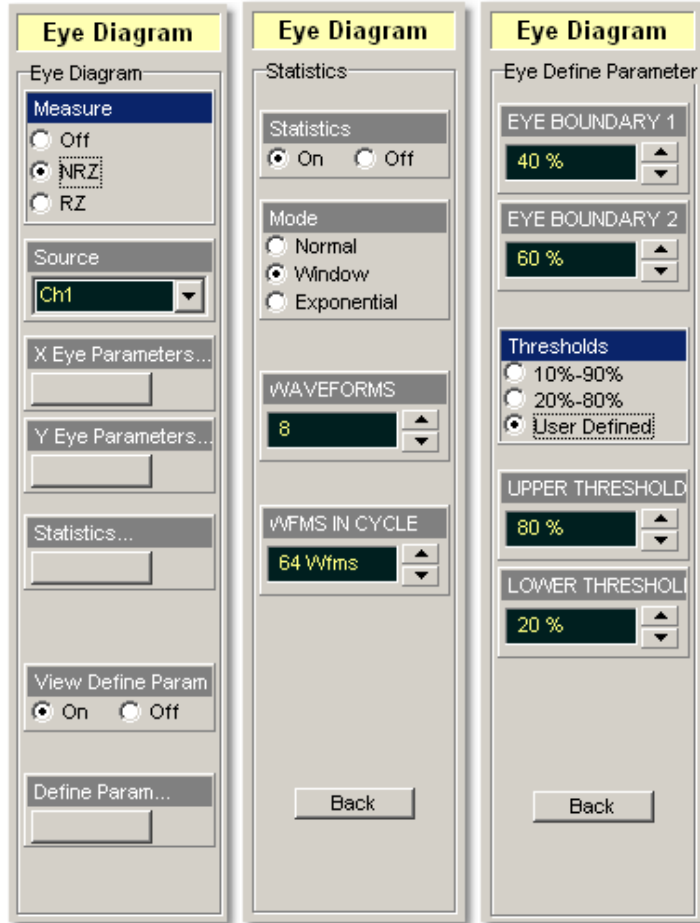 Eye Diagram
Eye Diagram
Measure
Off
NRZ
RZ
Source
Ch1
X Eye Parameters...
Y Eye Parameters...
Statistics...
View Define Param
On Off
Define Param...
Eye Diagram
Statistics
Statistics
On Off
Mode
Normal
Window
Exponential
WAVEFORMS
8
WFMS IN CYCLE
64 Wfms
Back
Eye Diagram
Eye Define Parameter
EYE BOUNDARY 1
40 %
EYE BOUNDARY 2
60 %
Thresholds
10%-90%
20%-80%
User Defined
UPPER THRESHOLD
80 %
LOWER THRESHOL
20 %
Back